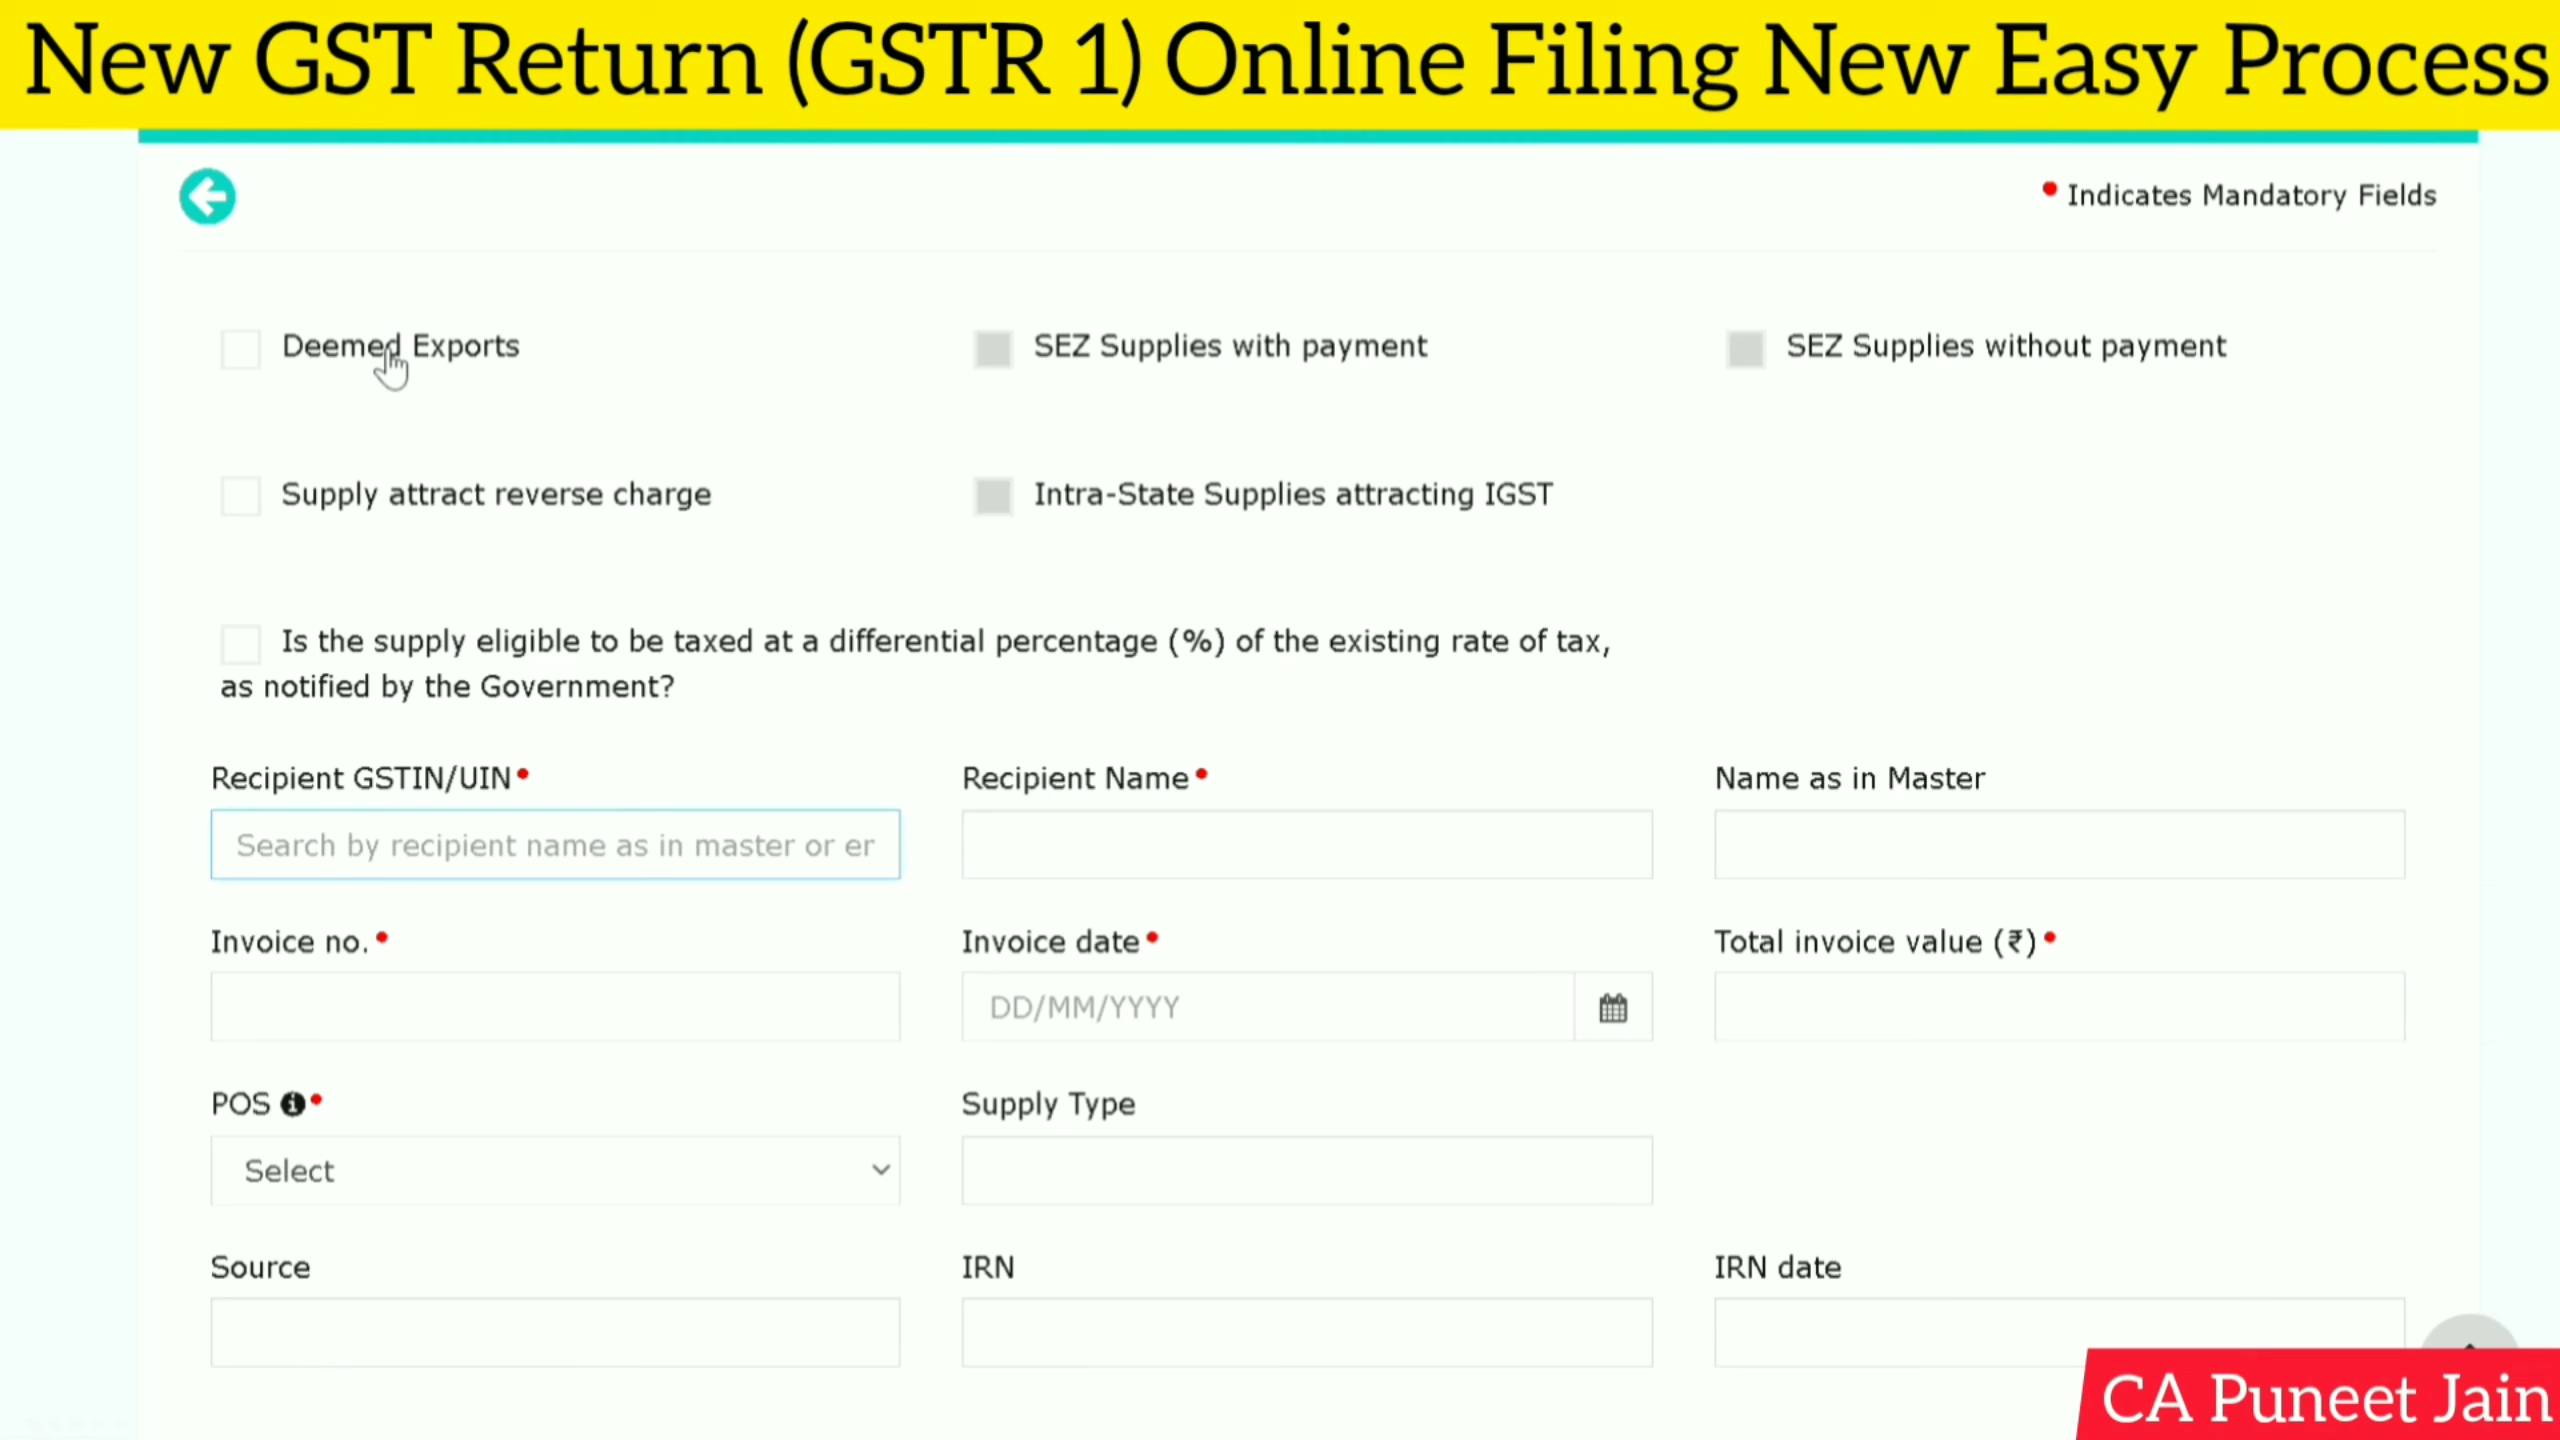 New GST Return (GSTR 1) Online Filing New Easy Process
Indicates Mandatory Fields
Deemed Exports
SEZ Supplies with payment
SEZ Supplies without payment
Supply attract reverse charge
Intra-State Supplies attracting IGST
Is the supply eligible to be taxed at a differential percentage (%) of the existing rate of tax,
as notified by the Government?
Recipient GSTIN/UIN
Recipient Name
Name as in Master
Search by recipient name as in master or er
Invoice no.
Invoice date
Total invoice value (₹)
DD/MM/YYYY
POS
Supply Type
Select
Source
IRN
IRN date
CA Puneet Jain